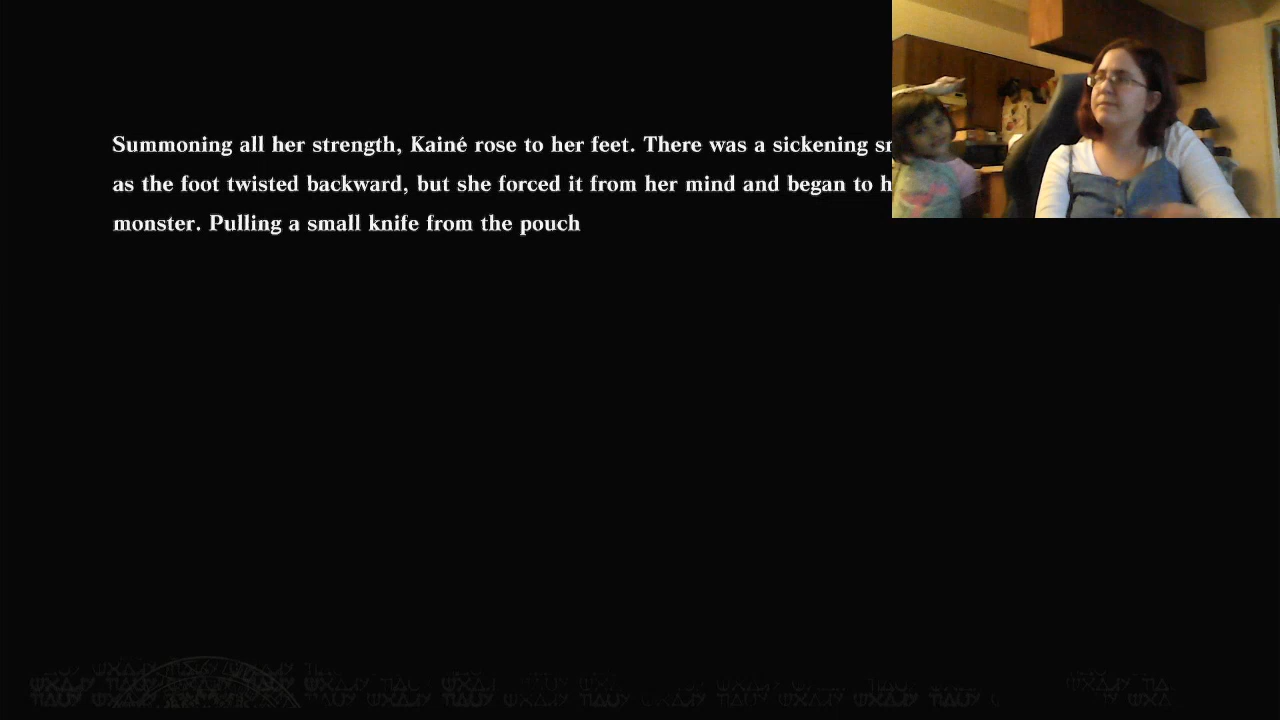 Summoning all her strength, Kainé rose to her feet. There was a sickening
as the foot twisted backward, but she forced it from her mind and began to
monster. Pulling a small knife from the pouch